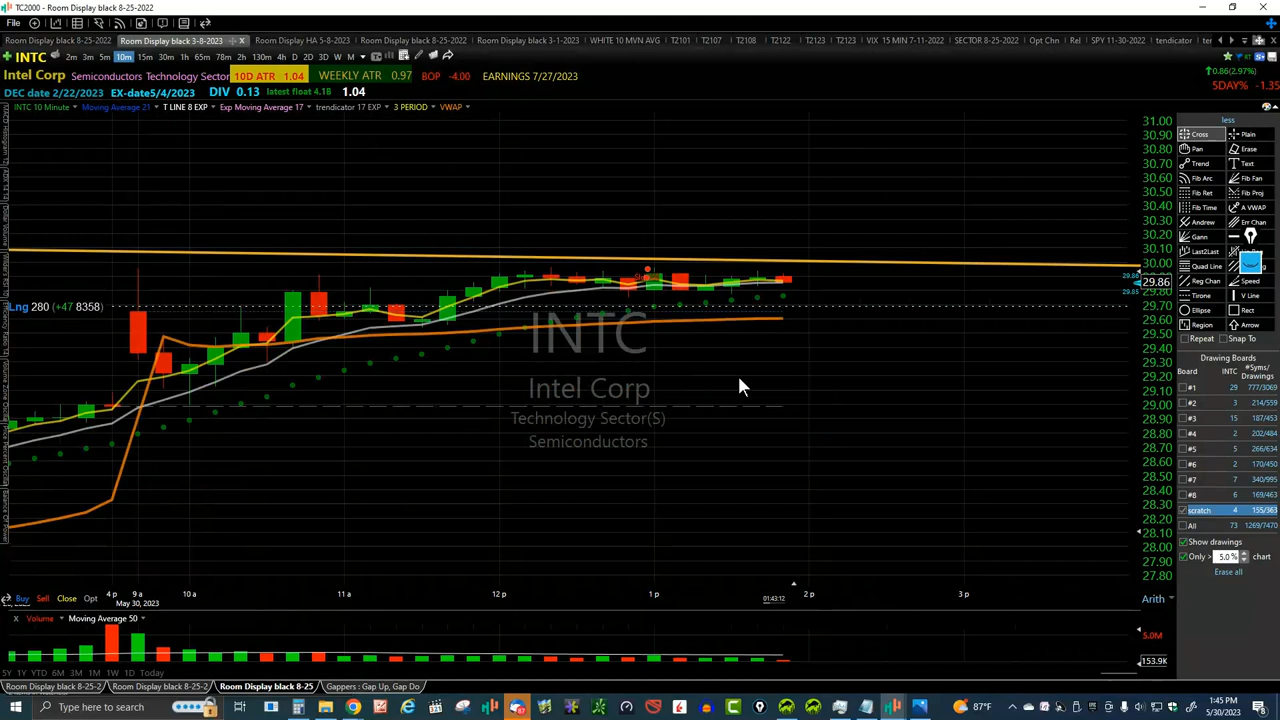 TC2000 - Room Display black 8-25-2022
File
Room Display black 8-25-2022 Room Display black 3-8-2023 Room Display HA 5-8-2023 Room Display black 8-25-2022 Room Display black 3-1-2023 WHITE 10 MVN AVG T2101 T2107 T2108 T2122 T2123 T2123 VIX 15 MIN 7-11-2022 SECTOR 8-25-2022 Opt Chn Rel SPY 11-30-2022 tendicator
INTC 2m 3m 5m 10m 15m 30m 1h 65m 78m 2h 130m 4h D 2D 3D W M
Intel Corp Semiconductors Technology Sector 10D ATR 1.04 WEEKLY ATR 0.97 BOP -4.00 EARNINGS 7/27/2023
0.86(2.97%)
5DAY% -1.35
DEC date 2/22/2023 EX-date5/4/2023 DIV 0.13 latest float 4.18 1.04
INTC 10 Minute Moving Average 21 T LINE 8 EXP Exp Moving Average 17 trendicator 17 EXP 3 PERIOD VWAP
31.00
30.90
30.80
30.70
30.60
30.50
30.40
30.30
30.20
30.10
30.00
29.86
29.86
29.85
29.80
29.70
29.60
29.50
29.40
29.30
29.20
29.10
29.00
28.90
28.80
28.70
28.60
28.50
28.40
28.30
28.20
28.10
28.00
27.90
27.80
Lng 280 (+47 8358)
INTC
Intel Corp
Technology Sector(S)
Semiconductors
less
Cross Plain
Pan Erase
Trend Text
Fib Arc Fib Fan
Fib Ret Fib Proj
Fib Time A VWAP
Andrew Err Chan
Gann
Last2Last
Quad Line
Reg Chan Speed
Tirone V Line
Ellipse Rect
Region Arrow
Repeat Snap To
Drawing Boards
Board INTC #Syms/
Drawings
#1 29 777/3069
#2 3 214/559
#3 15 187/453
#4 2 202/484
#5 5 266/634
#6 2 170/450
#7 7 340/995
#8 6 169/463
scratch 4 155/363
All 73 1269/7470
Show drawings
Only > 5.0 % chart
Erase all
Buy Sell Close Opt
4 p 9 a 10 a 11 a 12 p 1 p 01:43:12 2 p 3 p
May 30, 2023
Arith
x Volume Moving Average 50
5.0M
153.9K
5Y 1Y YTD 6M 3M 1M 1W 1D Today
Room Display black 8-25-2 Room Display black 8-25-2 Room Display black 8-25 Gappers : Gap Up, Gap Do
Type here to search
87°F
1:45 PM
5/30/2023